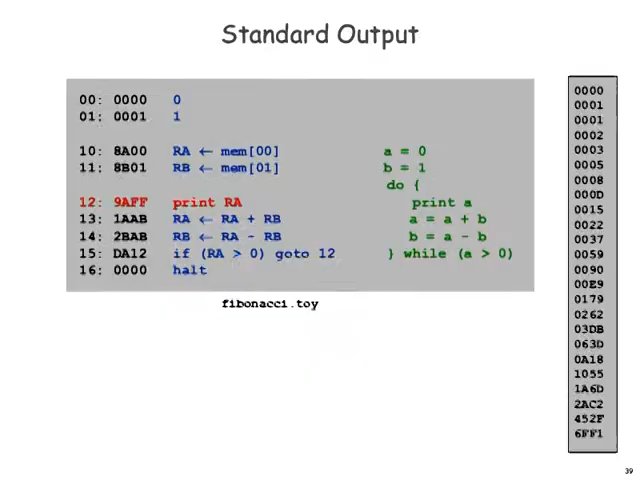 Standard Output
00: 0000 0
01: 0001 1
10: 8A00 RA ← mem[00] a = 0
11: 8B01 RB ← mem[01] b = 1
do {
12: 9AFF print RA print a
13: 1AAB RA ← RA + RB a = a + b
14: 2BAB RB ← RA - RB b = a - b
15: DA12 if (RA > 0) goto 12 } while (a > 0)
16: 0000 halt
fibonacci.toy
0000
0001
0001
0002
0003
0005
0008
000D
0015
0022
0037
0059
0090
00E9
0179
0262
03DB
063D
0A18
1055
1A6D
2AC2
452F
6FF1
39